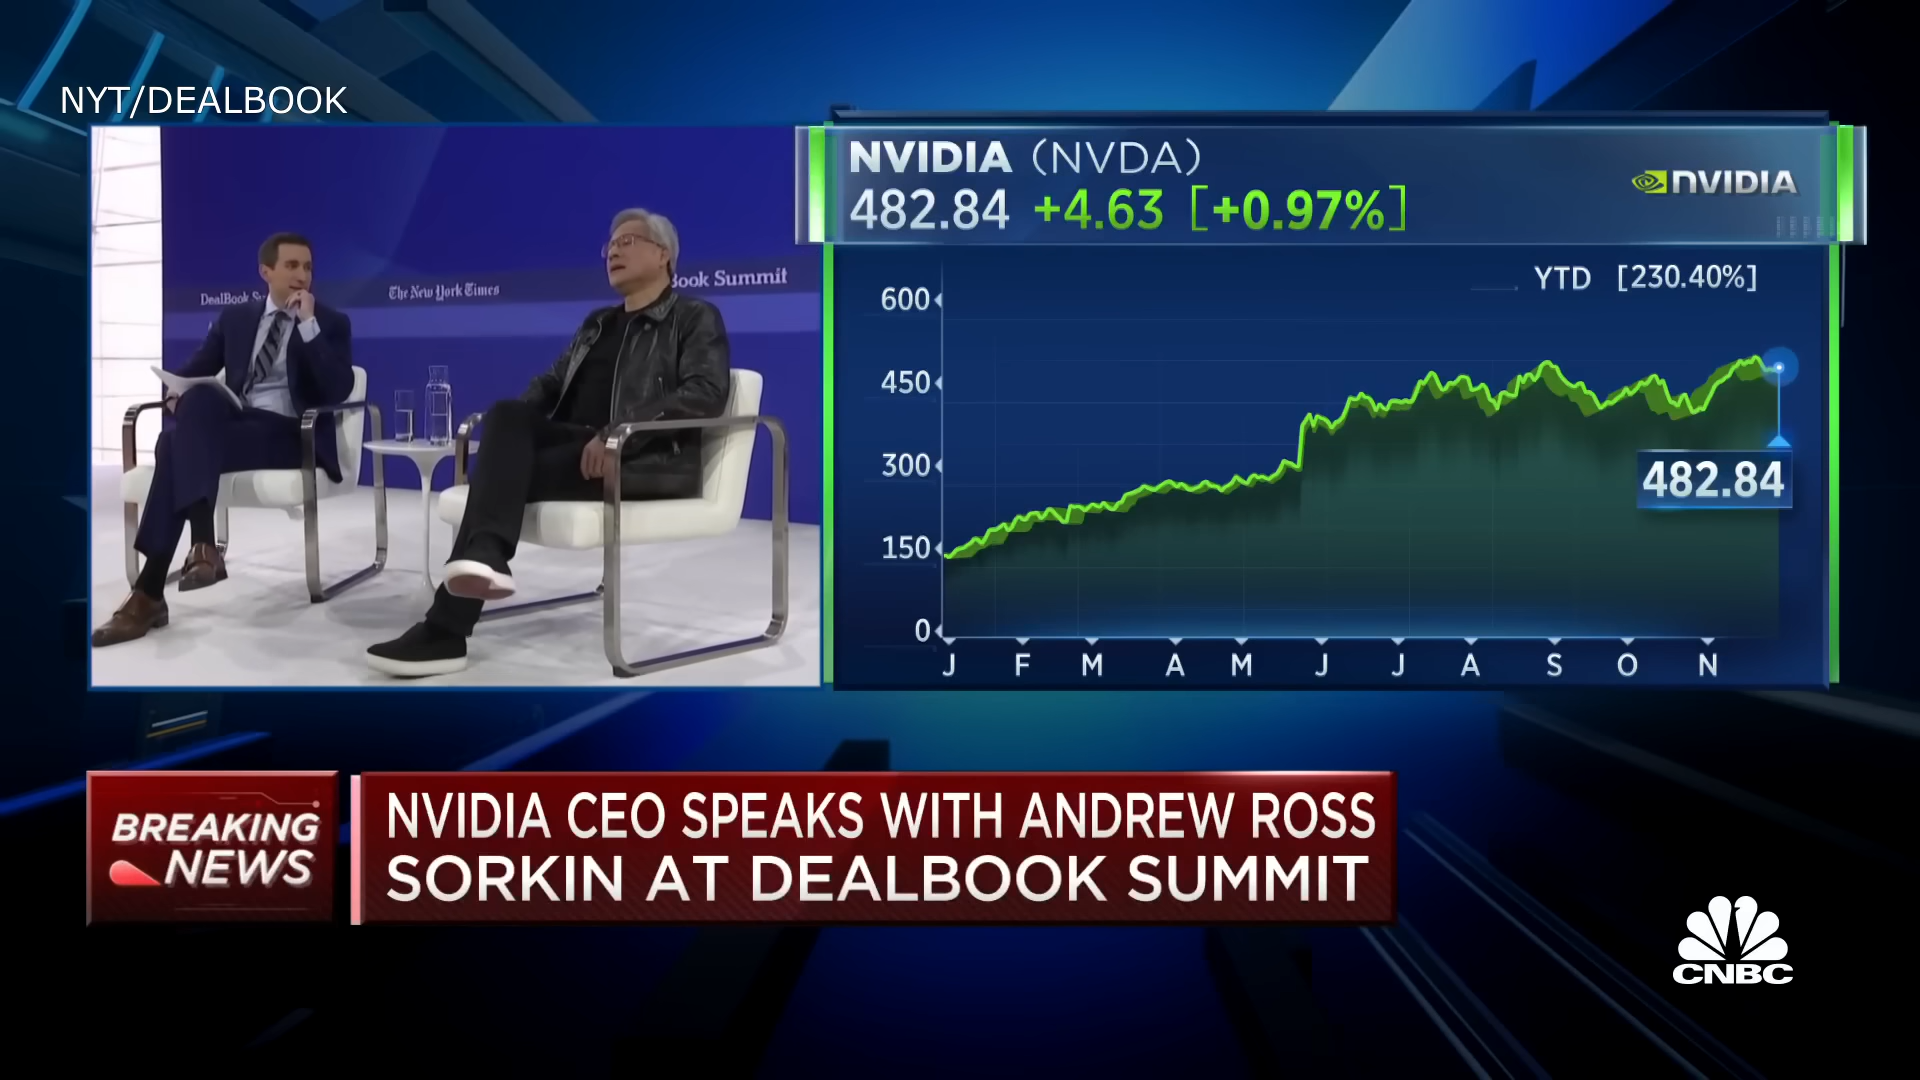 NYT/DEALBOOK
DealBook Su
The New York Times
Book Summit
NVIDIA (NVDA)
482.84 +4.63 [+0.97%]
NVIDIA
YTD [230.40%]
600
450
300
150
0
482.84
J F M A M J J A S O N
BREAKING
NEWS
NVIDIA CEO SPEAKS WITH ANDREW ROSS
SORKIN AT DEALBOOK SUMMIT
CNBC